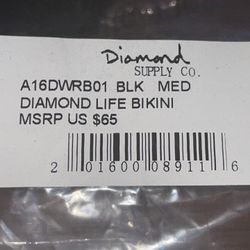 Diamond
SUPPLY CO.
A16DWRB01 BLK MED
DIAMOND LIFE BIKINI
MSRP US $65
2 01600 08911 6